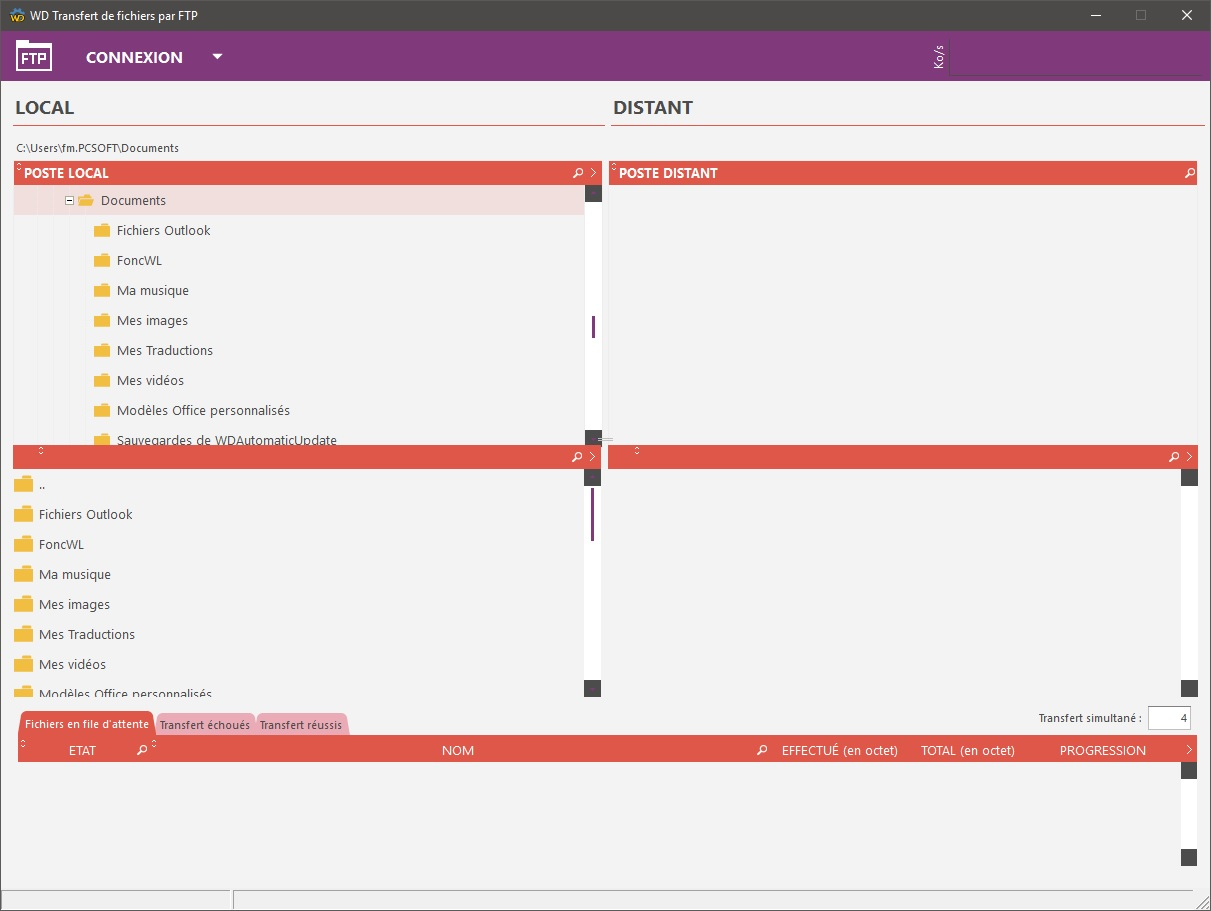 WD Transfert de fichiers par FTP
FTP CONNEXION Ko/s
LOCAL
DISTANT
C:\Users\fm.PCSOFT\Documents
POSTE LOCAL
POSTE DISTANT
Documents
Fichiers Outlook
FoncWL
Ma musique
Mes images
Mes Traductions
Mes vidéos
Modèles Office personnalisés
Sauvegardes de WDAutomaticUpdate
..
Fichiers Outlook
FoncWL
Ma musique
Mes images
Mes Traductions
Mes vidéos
Modèles Office personnalisés
Fichiers en file d'attente Transfert échoués Transfert réussis Transfert simultané : 4
ETAT NOM EFFECTUÉ (en octet) TOTAL (en octet) PROGRESSION